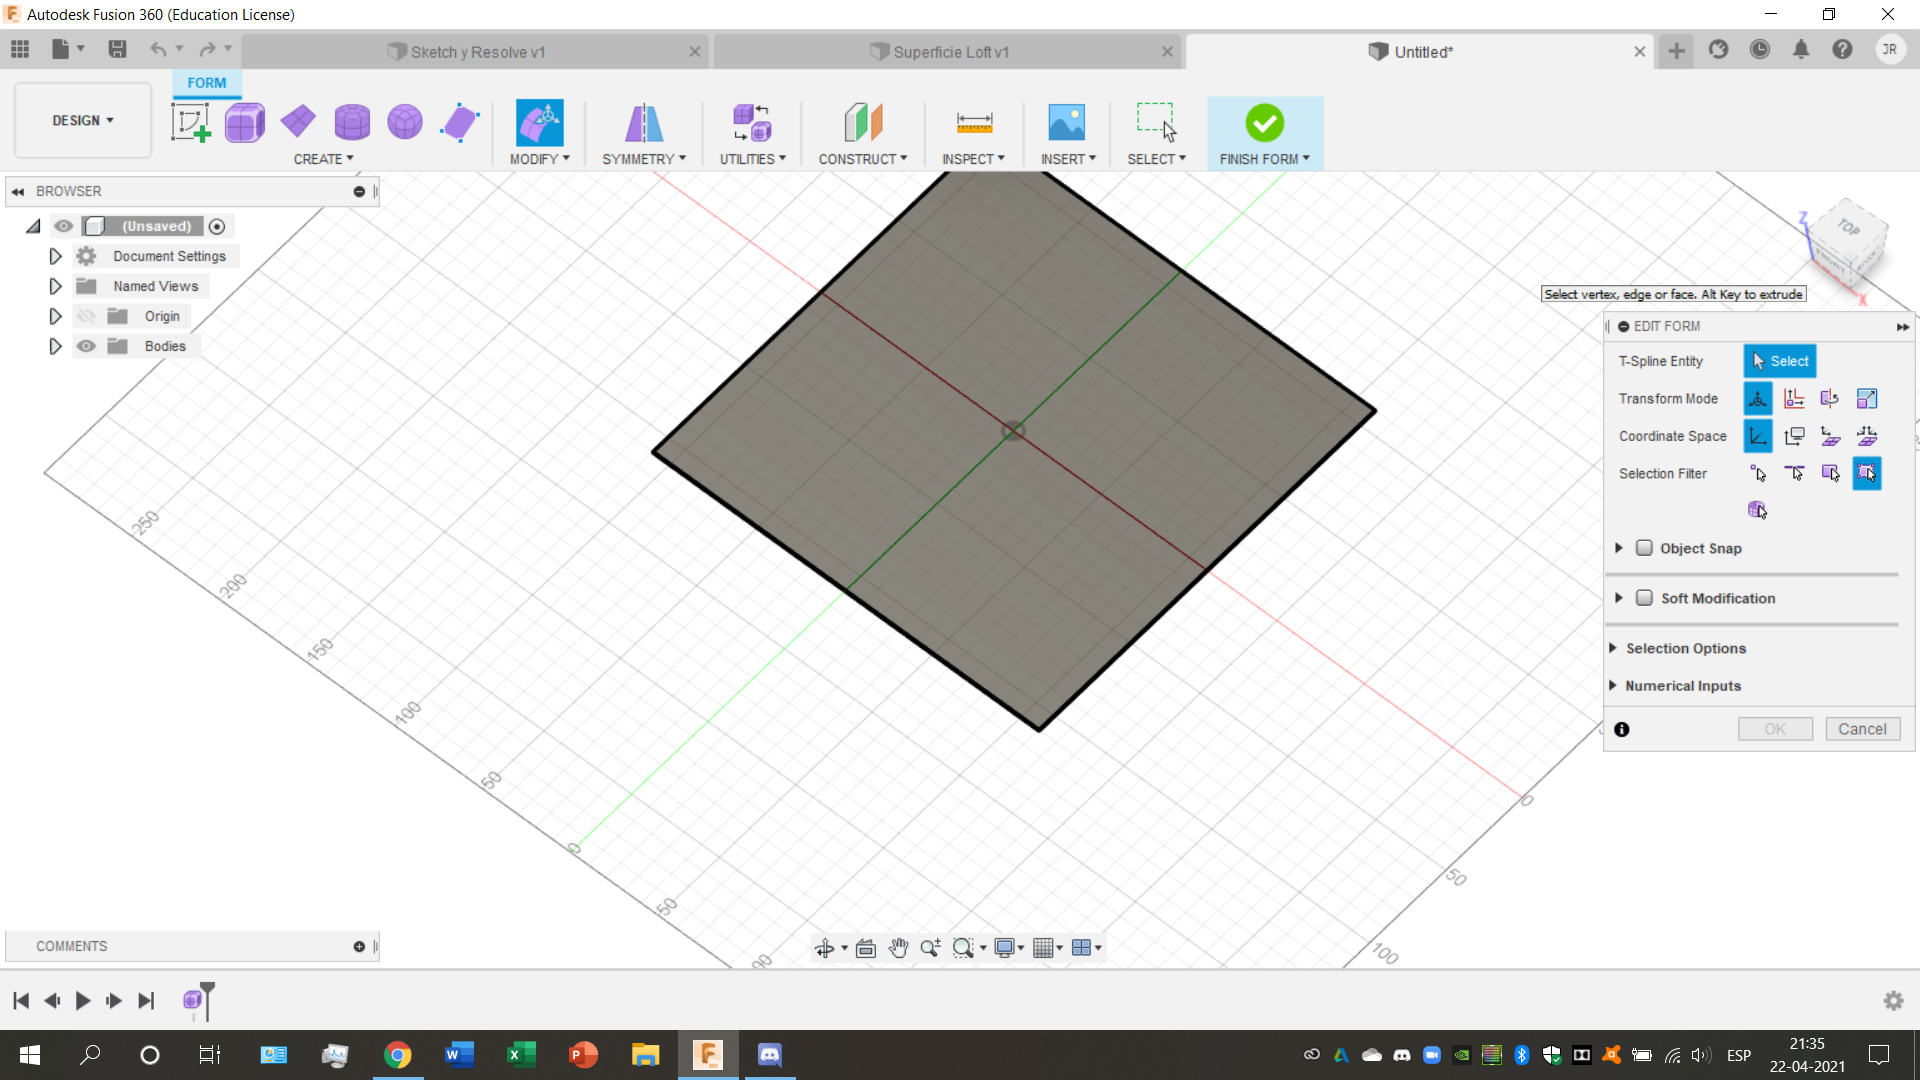 Autodesk Fusion 360 (Education License)
Sketch y Resolve v1
Superficie Loft v1
Untitled*
JR
FORM
DESIGN
CREATE
MODIFY
SYMMETRY
UTILITIES
CONSTRUCT
INSPECT
INSERT
SELECT
FINISH FORM
BROWSER
(Unsaved)
Document Settings
Named Views
Origin
Bodies
Z
TOP
FRONT
X
Select vertex, edge or face. Alt Key to extrude
EDIT FORM
T-Spline Entity
Select
Transform Mode
Coordinate Space
Selection Filter
Object Snap
Soft Modification
Selection Options
Numerical Inputs
OK
Cancel
250
200
150
100
50
0
50
0
50
100
COMMENTS
ESP
21:35
22-04-2021